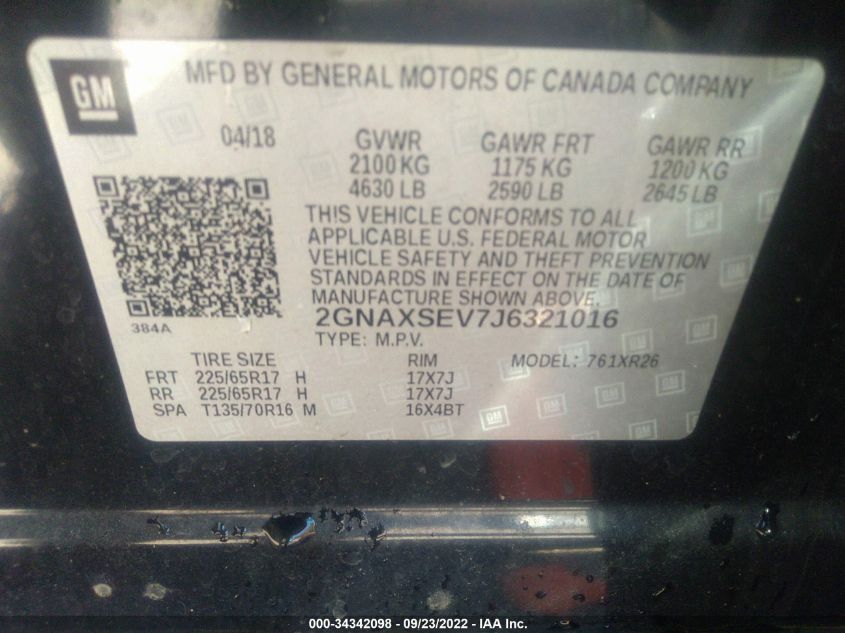 GM
MFD BY GENERAL MOTORS OF CANADA COMPANY
04/18 GVWR GAWR FRT GAWR RR
2100 KG 1175 KG 1200 KG
4630 LB 2590 LB 2645 LB
THIS VEHICLE CONFORMS TO ALL
APPLICABLE U.S. FEDERAL MOTOR
VEHICLE SAFETY AND THEFT PREVENTION
STANDARDS IN EFFECT ON THE DATE OF
MANUFACTURE SHOWN ABOVE.
384A
2GNAXSEV7J6321016
TYPE: M.P.V.
TIRE SIZE RIM MODEL: 761XR26
FRT 225/65R17 H 17X7J
RR 225/65R17 H 17X7J
SPA T135/70R16 M 16X4BT
000-34342098 - 09/23/2022 - IAA Inc.